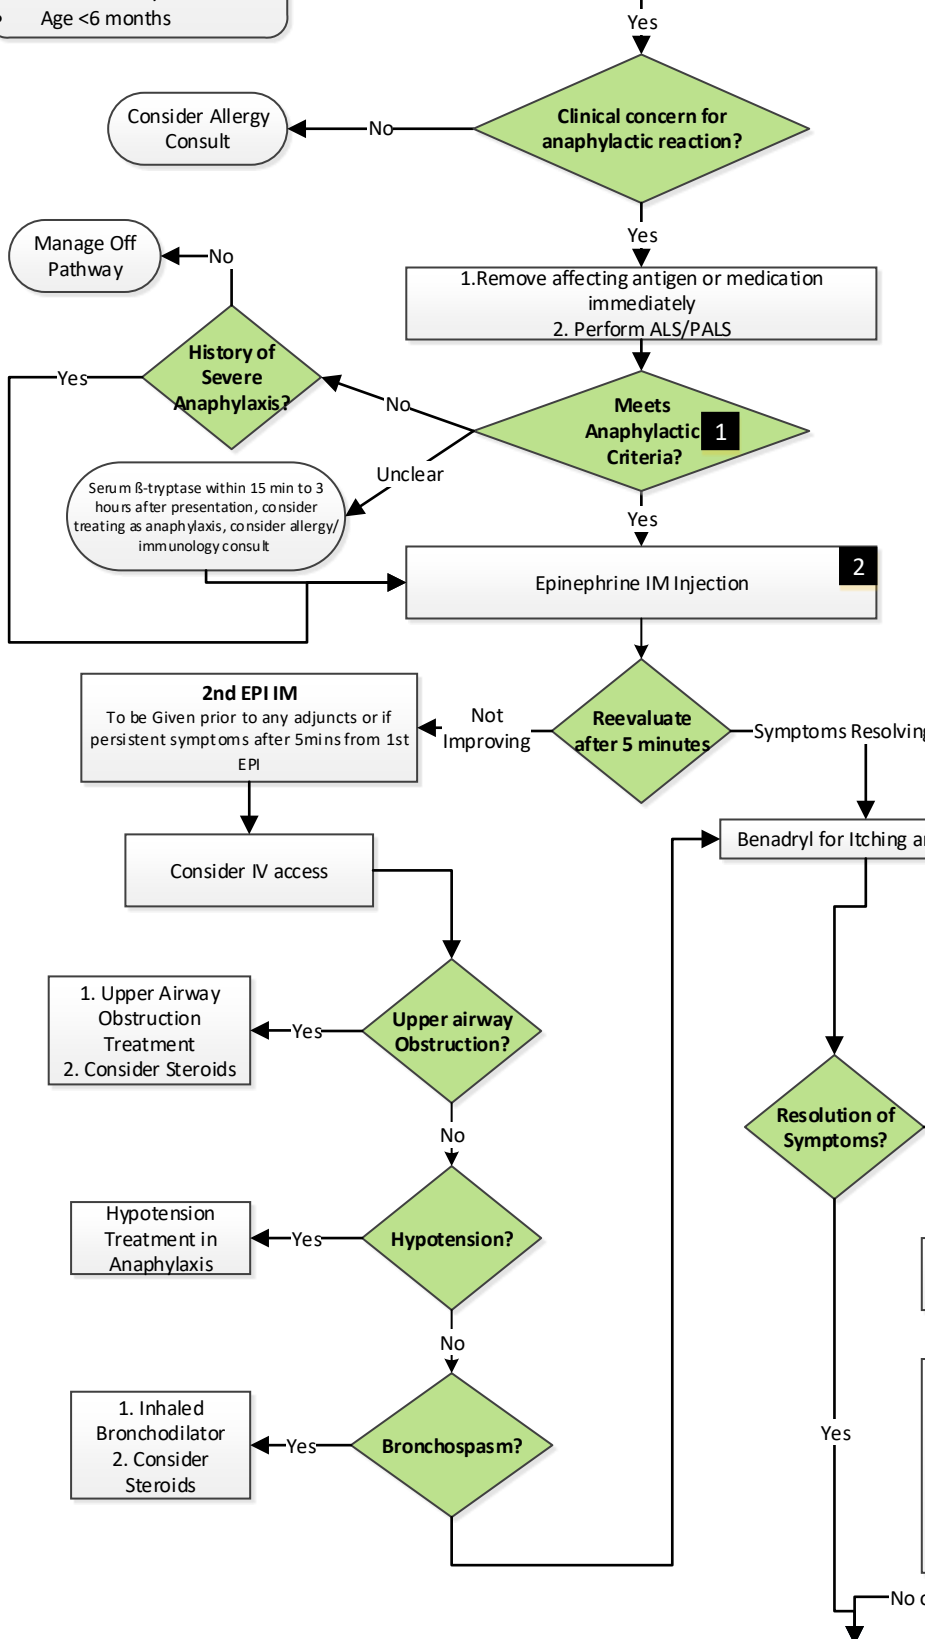 Age <6 months
Yes
Clinical concern for
anaphylactic reaction?
No
Consider Allergy
Consult
Yes
1.Remove affecting antigen or medication
immediately
2. Perform ALS/PALS
Manage Off
Pathway
No
History of
Severe
Anaphylaxis?
Yes
No
Meets
Anaphylactic
Criteria?
1
Unclear
Serum ß-tryptase within 15 min to 3
hours after presentation, consider
treating as anaphylaxis, consider allergy/
immunology consult
Yes
Epinephrine IM Injection
2
Reevaluate
after 5 minutes
Not
Improving
Symptoms Resolving
2nd EPI IM
To be Given prior to any adjuncts or if
persistent symptoms after 5mins from 1st
EPI
Consider IV access
Benadryl for Itching
Upper airway
Obstruction?
Yes
1. Upper Airway
Obstruction
Treatment
2. Consider Steroids
No
Resolution of
Symptoms?
Hypotension?
Yes
Hypotension
Treatment in
Anaphylaxis
No
Bronchospasm?
Yes
1. Inhaled
Bronchodilator
2. Consider
Steroids
Yes
No